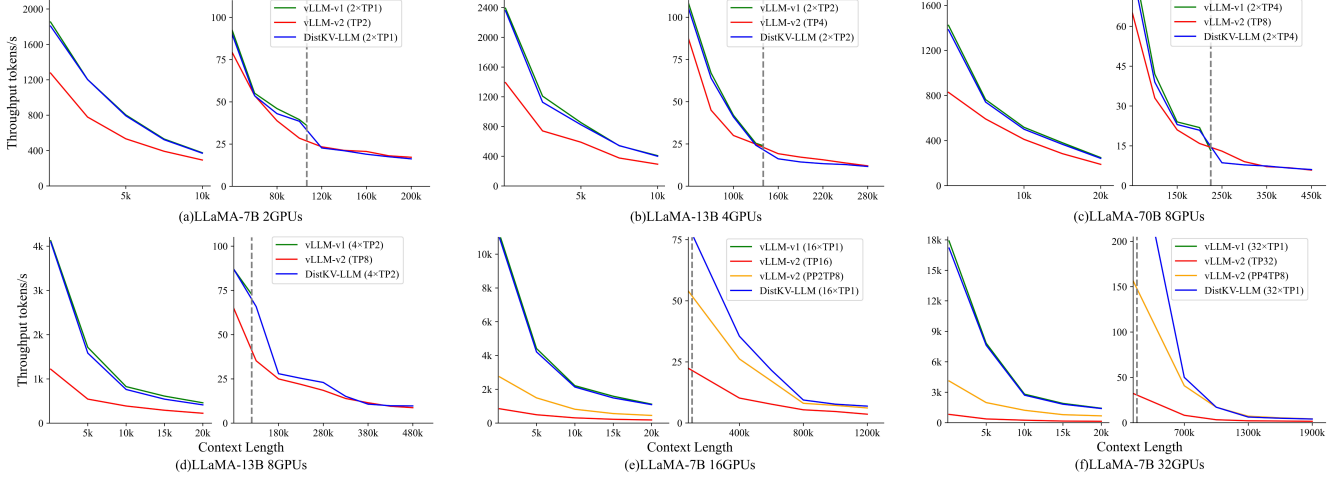 Throughput tokens/s
2000
1600
1200
800
400
0
5k
10k
100
75
50
25
0
80k
120k
160k
200k
vLLM-v1 (2×TP1)
vLLM-v2 (TP2)
DistKV-LLM (2×TP1)
(a)LLaMA-7B 2GPUs
2400
2000
1600
1200
800
400
0
5k
10k
100
75
50
25
0
100k
160k
220k
280k
vLLM-v1 (2×TP2)
vLLM-v2 (TP4)
DistKV-LLM (2×TP2)
(b)LLaMA-13B 4GPUs
1600
1200
800
400
0
10k
20k
60
45
30
15
0
150k
250k
350k
450k
vLLM-v1 (2×TP4)
vLLM-v2 (TP8)
DistKV-LLM (2×TP4)
(c)LLaMA-70B 8GPUs
Throughput tokens/s
4k
3k
2k
1k
0
5k
10k
15k
20k
100
75
50
25
0
180k
280k
380k
480k
vLLM-v1 (4×TP2)
vLLM-v2 (TP8)
DistKV-LLM (4×TP2)
Context Length
(d)LLaMA-13B 8GPUs
10k
8k
6k
4k
2k
0
5k
10k
15k
20k
75
50
25
0
400k
800k
1200k
vLLM-v1 (16×TP1)
vLLM-v2 (TP16)
vLLM-v2 (PP2TP8)
DistKV-LLM (16×TP1)
Context Length
(e)LLaMA-7B 16GPUs
18k
15k
12k
9k
6k
3k
0
5k
10k
15k
20k
200
150
100
50
0
700k
1300k
1900k
vLLM-v1 (32×TP1)
vLLM-v2 (TP32)
vLLM-v2 (PP4TP8)
DistKV-LLM (32×TP1)
Context Length
(f)LLaMA-7B 32GPUs